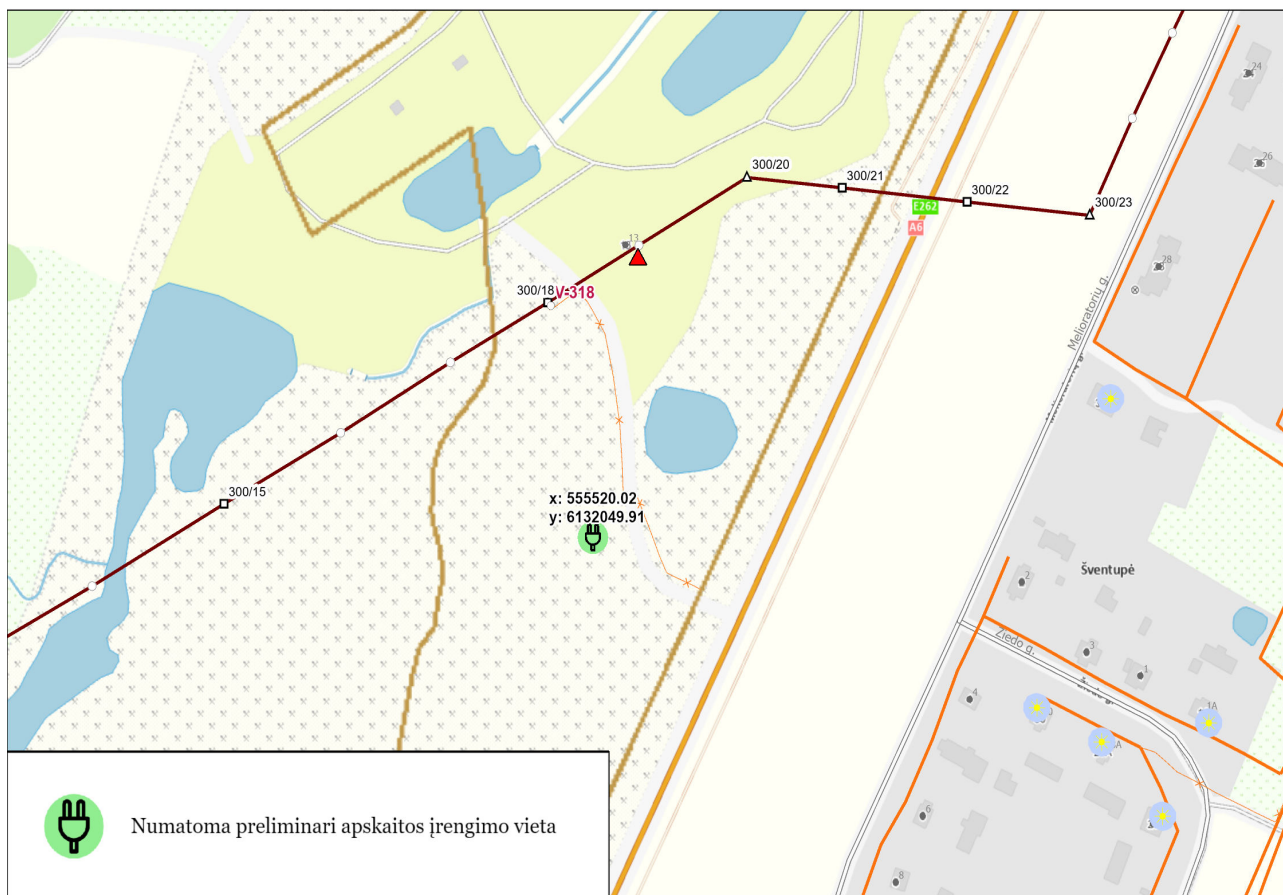 24
26
300/20
300/21
300/22
300/23
E262
A6
13
28
300/18
V-318
Melioratorių g.
300/15
x: 555520.02
y: 6132049.91
Šventupė
2
Žiedo g.
3
1
4
1A
6
8
Numatoma preliminari apskaitos įrengimo vieta